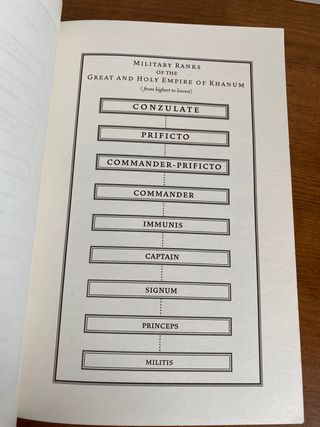 Military Ranks
of the
Great and Holy Empire of Khanum
(from highest to lowest)
CONZULATE
PRIFICTO
COMMANDER-PRIFICTO
COMMANDER
IMMUNIS
CAPTAIN
SIGNUM
PRINCEPS
MILITIS